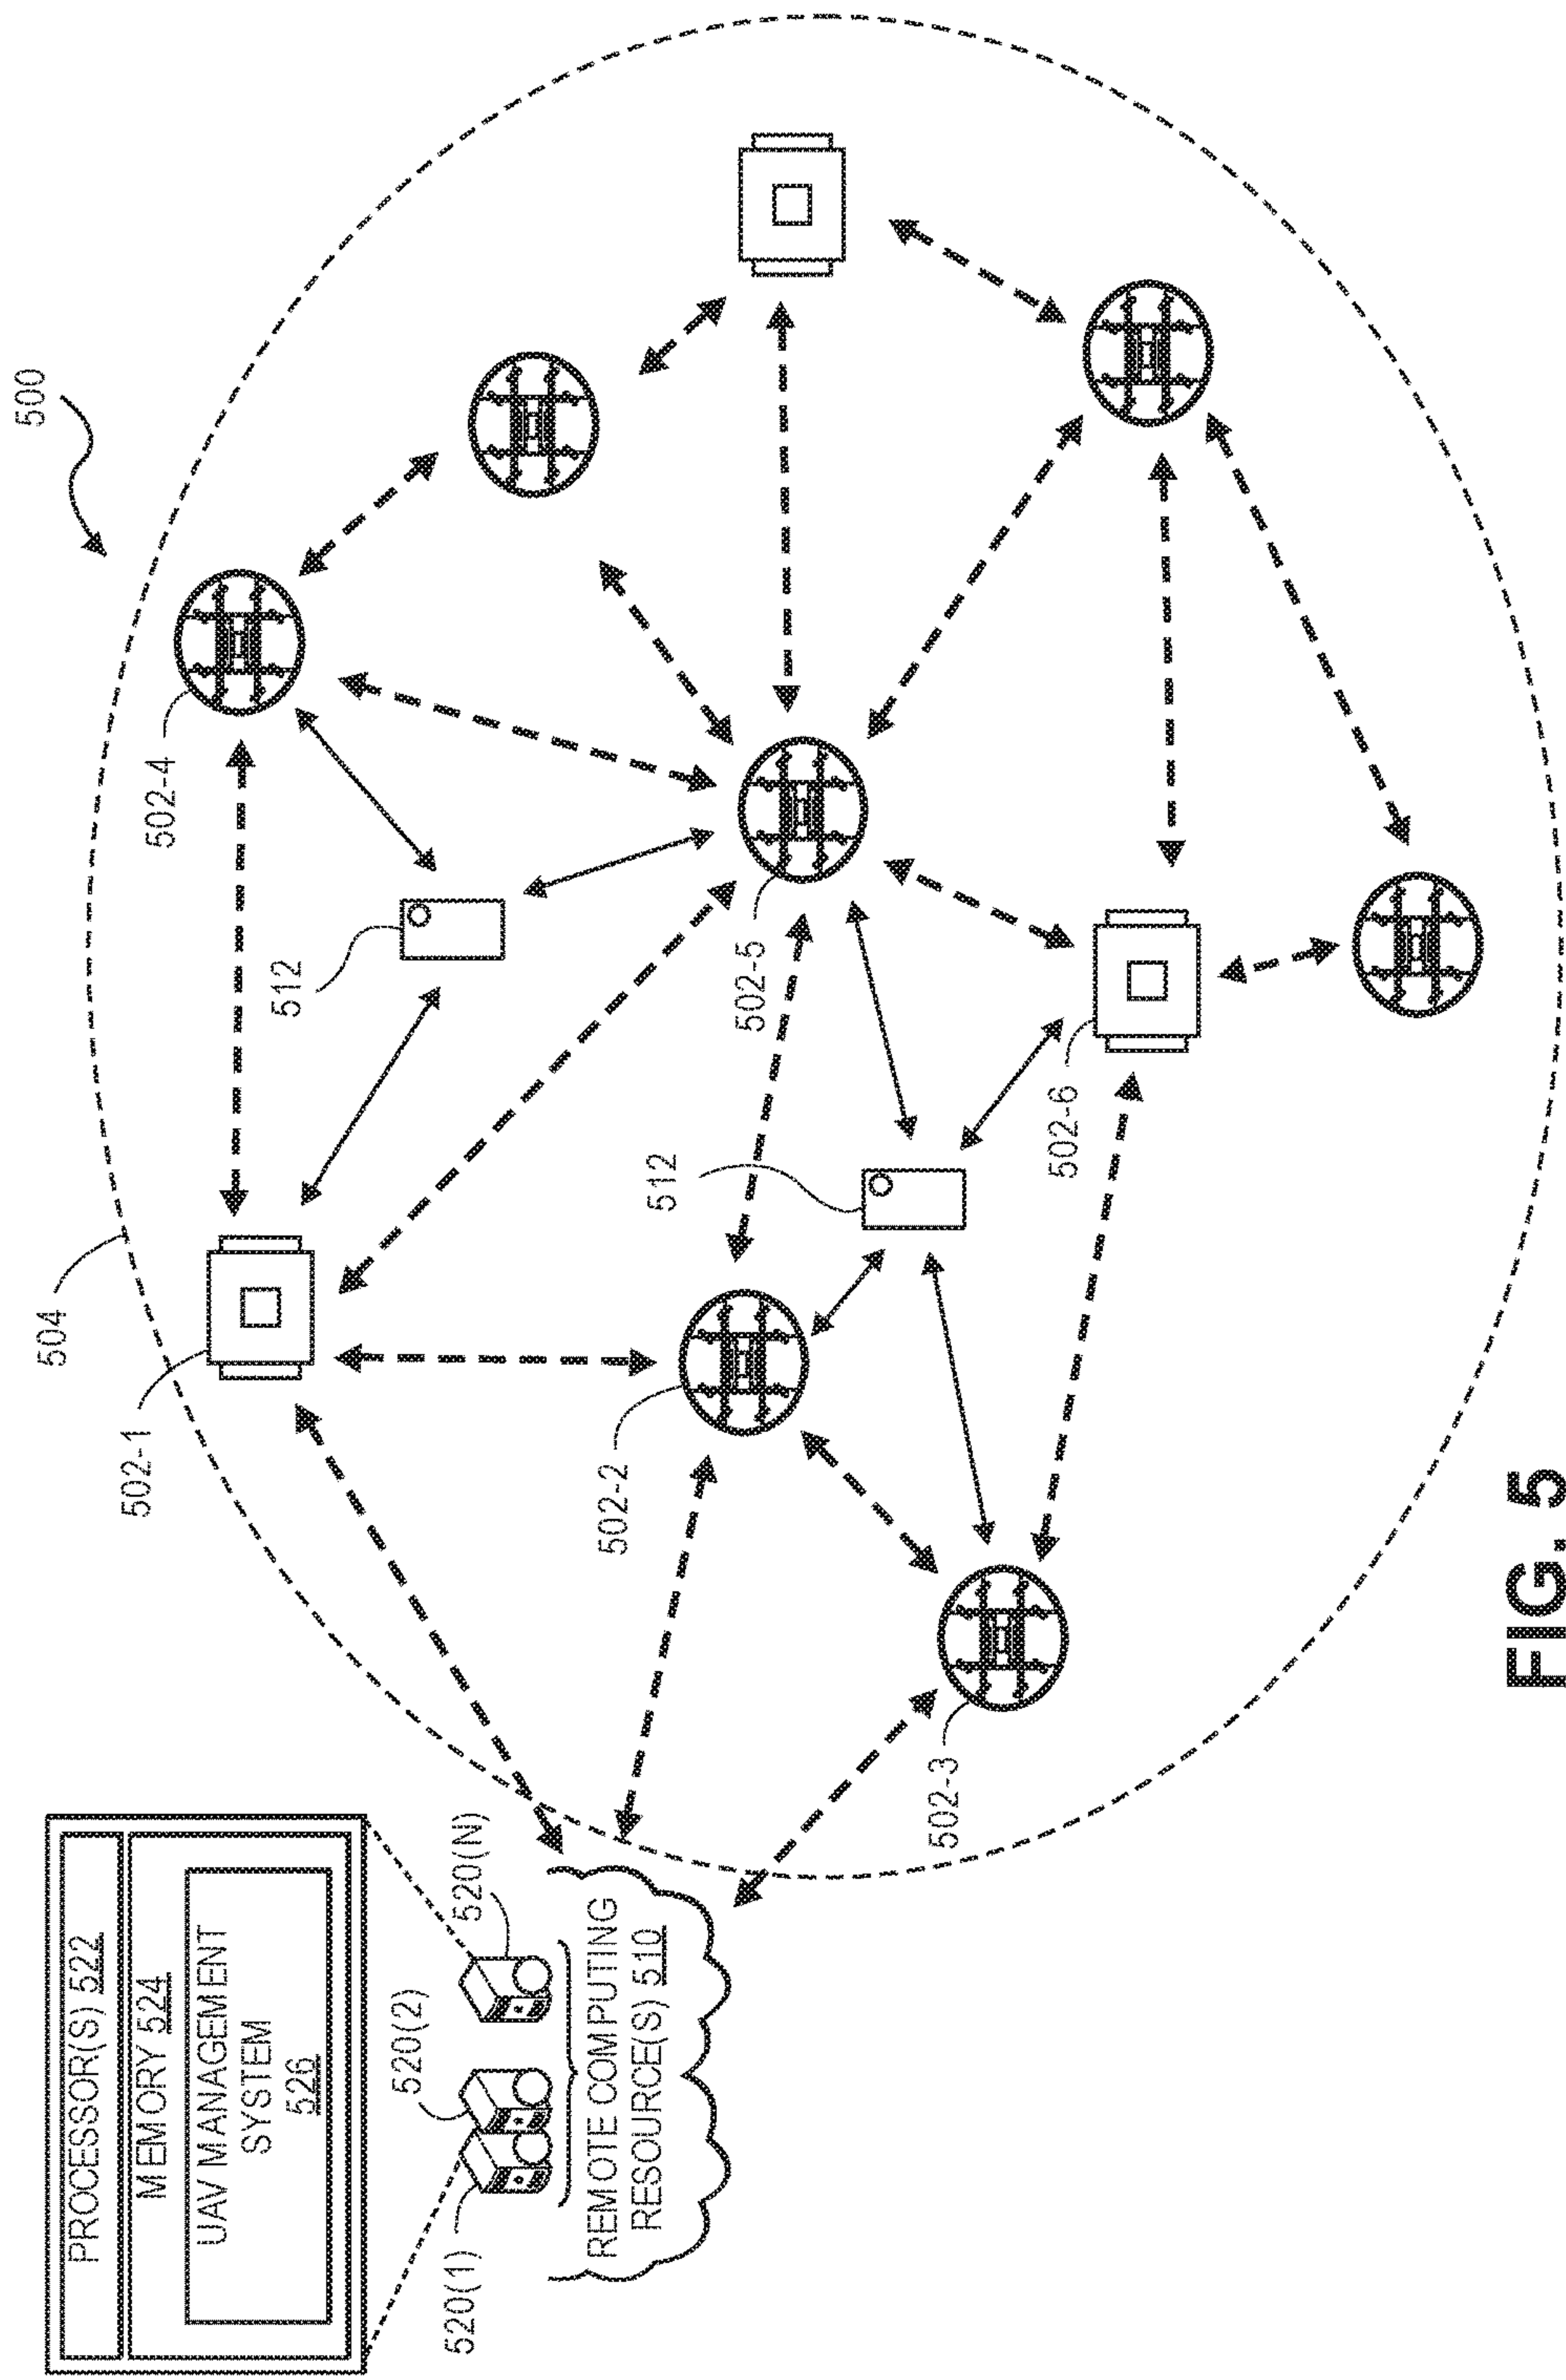 500
PROCESSOR(S) 522
MEMORY 524
UAV MANAGEMENT
SYSTEM
526
520(1)
520(2)
520(N)
REMOTE COMPUTING
RESOURCE(S) 510
504
502-1
502-4
512
502-2
502-5
512
502-3
502-6
FIG. 5